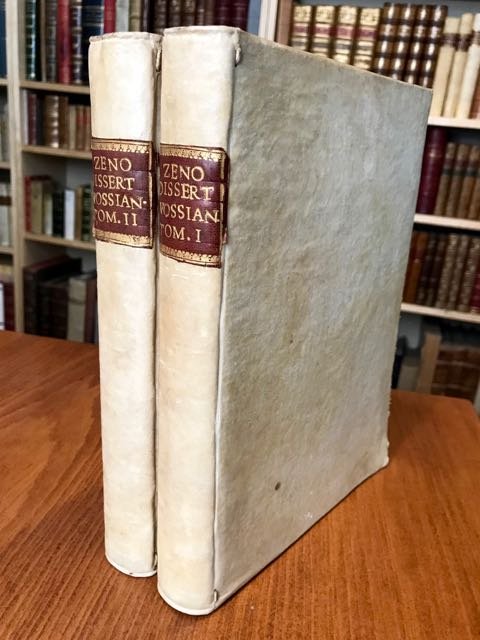 ZENO
DISSERT
VOSSIAN·
TOM. II
ZENO
DISSERT
VOSSIAN
TOM. I